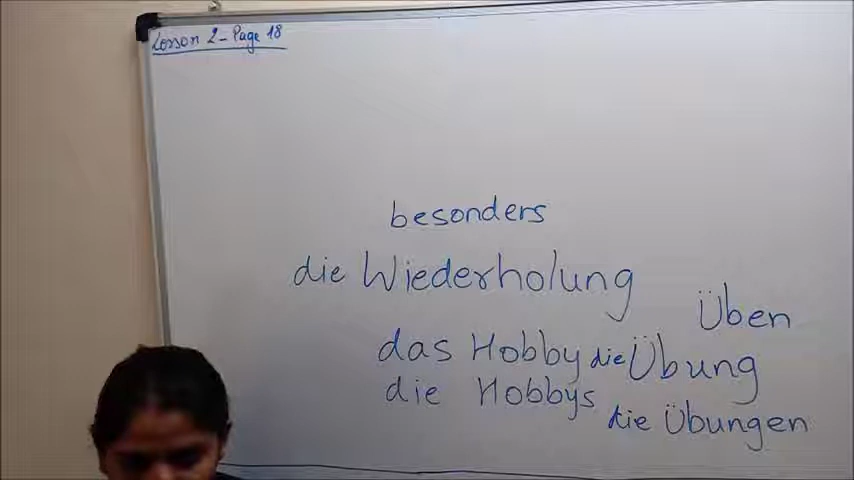 Lesson 2 - Page 18
besonders
die Wiederholung
Üben
das Hobby
die Übung
die Hobbys
die Übungen